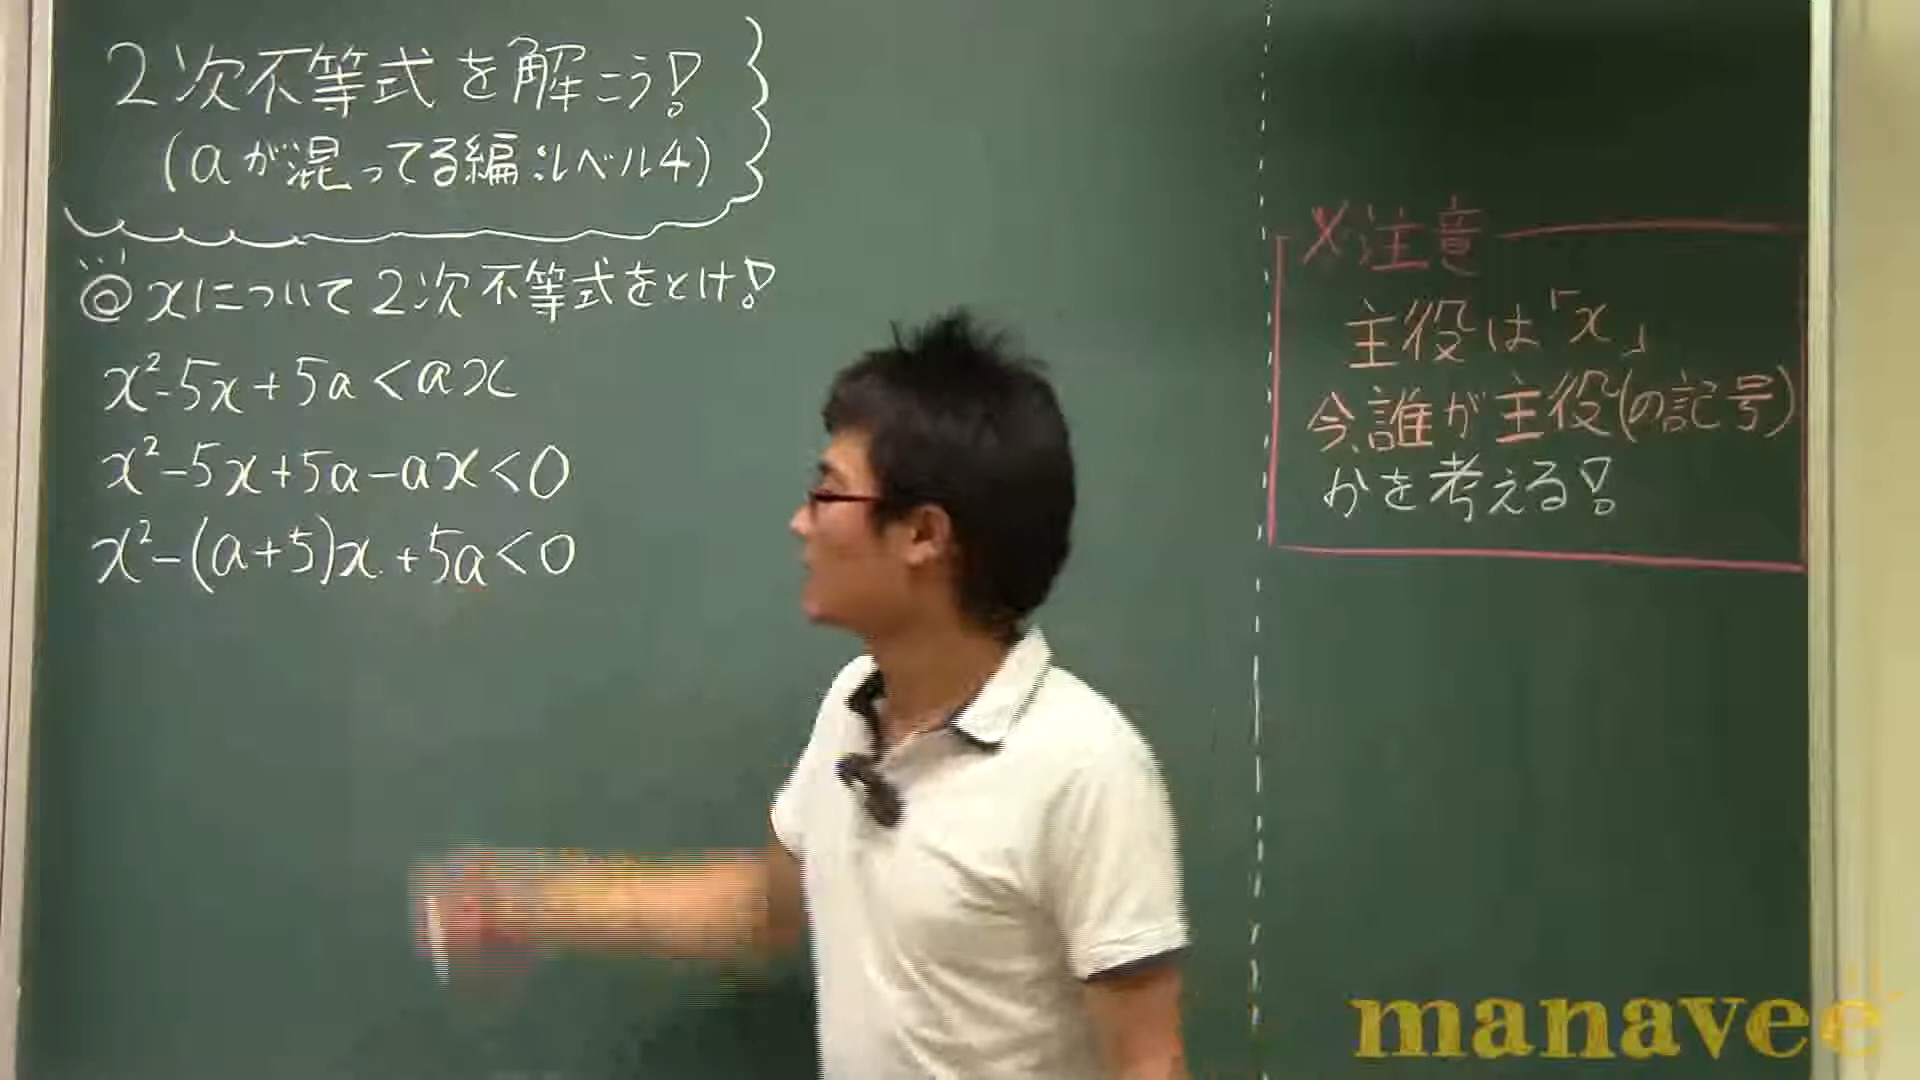 2次不等式を解こう!
(aが混ってる編:レベル4)
@ xについて2次不等式をとけ!
x²-5x+5a<ax
x²-5x+5a-ax<0
x²-(a+5)x+5a<0
※注意
主役は「x」
今、誰が主役(の記号)
かを考える!
manavee